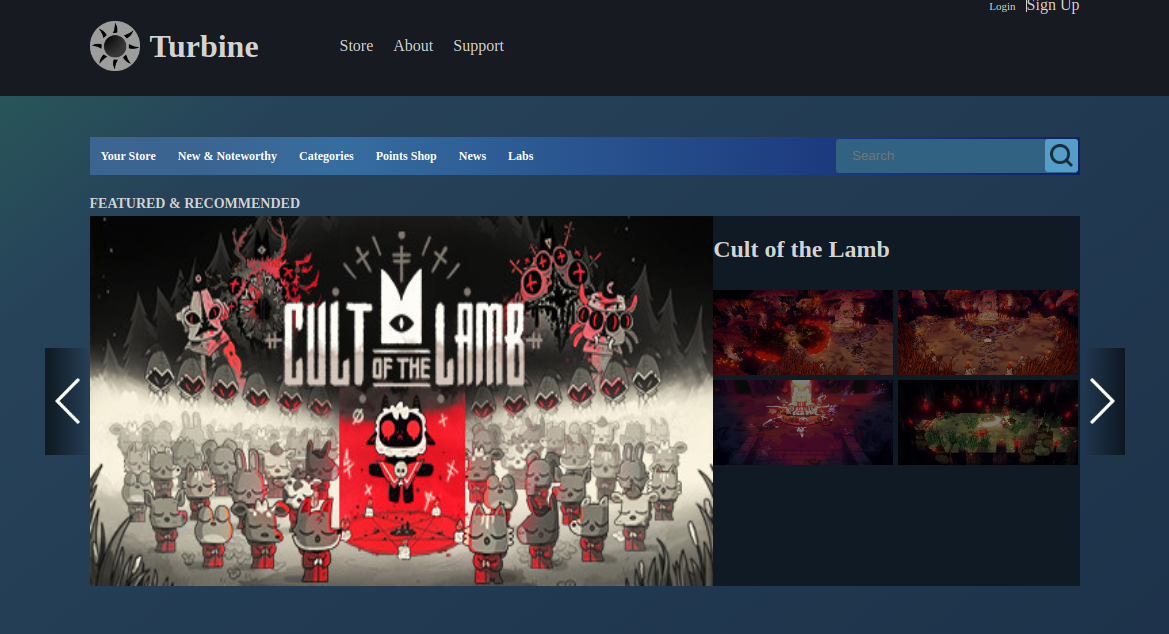 Login Sign Up
Turbine Store About Support
Your Store New & Noteworthy Categories Points Shop News Labs Search
FEATURED & RECOMMENDED
CULT OF THE LAMB
Cult of the Lamb